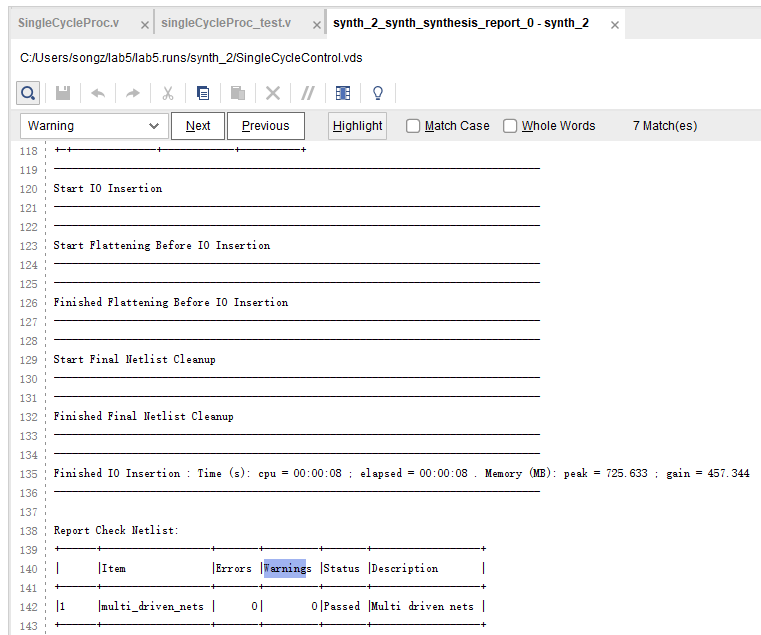 SingleCycleProc.v × singleCycleProc_test.v × synth_2_synth_synthesis_report_0 - synth_2 ×
C:/Users/songz/lab5/lab5.runs/synth_2/SingleCycleControl.vds
Warning Next Previous Highlight Match Case Whole Words 7 Match(es)
118 +-+---------------+-------------+-----------+
119 ---------------------------------------------------------------------------------
120 Start IO Insertion
121 ---------------------------------------------------------------------------------
122 ---------------------------------------------------------------------------------
123 Start Flattening Before IO Insertion
124 ---------------------------------------------------------------------------------
125 ---------------------------------------------------------------------------------
126 Finished Flattening Before IO Insertion
127 ---------------------------------------------------------------------------------
128 ---------------------------------------------------------------------------------
129 Start Final Netlist Cleanup
130 ---------------------------------------------------------------------------------
131 ---------------------------------------------------------------------------------
132 Finished Final Netlist Cleanup
133 ---------------------------------------------------------------------------------
134 ---------------------------------------------------------------------------------
135 Finished IO Insertion : Time (s): cpu = 00:00:08 ; elapsed = 00:00:08 . Memory (MB): peak = 725.633 ; gain = 457.344
136 ---------------------------------------------------------------------------------
137
138 Report Check Netlist:
139 +------+------------------+-------+---------+-------+------------------+
140 |      |Item              |Errors |Warnings |Status |Description       |
141 +------+------------------+-------+---------+-------+------------------+
142 |1     |multi_driven_nets |      0|        0|Passed |Multi driven nets |
143 +------+------------------+-------+---------+-------+------------------+